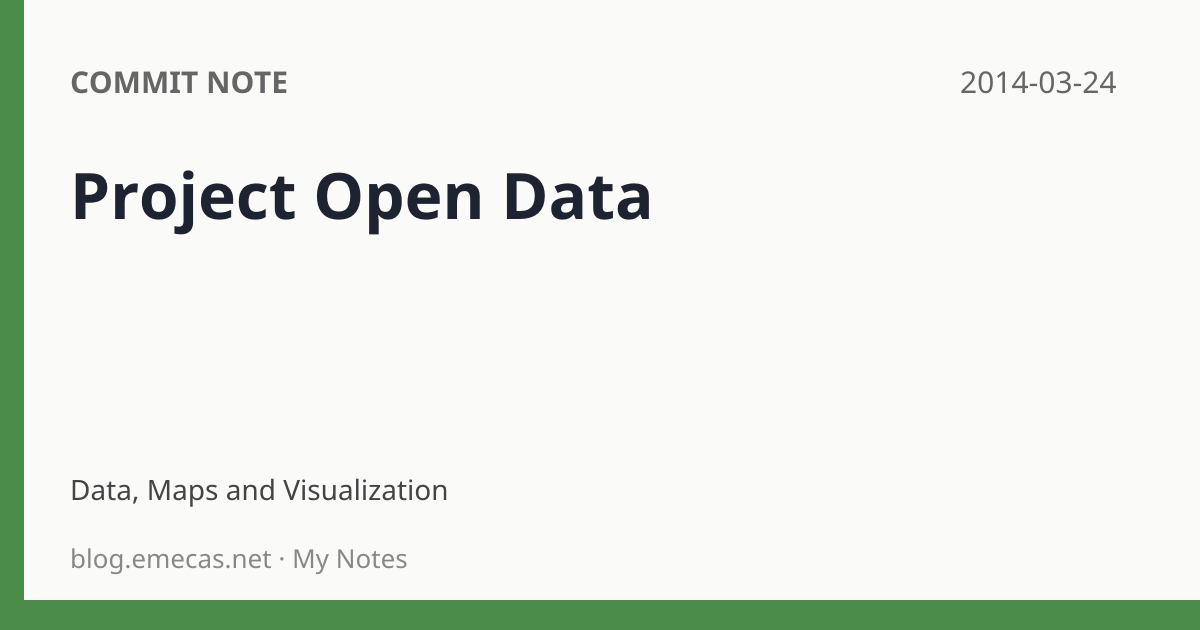 COMMIT NOTE
2014-03-24
Project Open Data
Data, Maps and Visualization
blog.emecas.net · My Notes